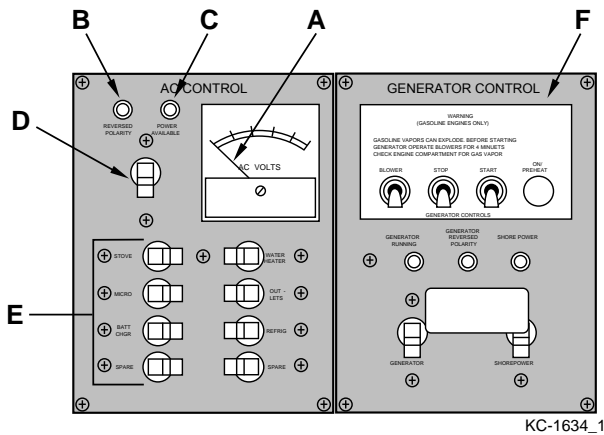 B
C
A
F
D
E
AC CONTROL
REVERSED
POLARITY
POWER
AVAILABLE
AC VOLTS
STOVE
WATER
HEATER
MICRO
OUT -
LETS
BATT
CHGR
REFRIG
SPARE
SPARE
GENERATOR CONTROL
WARNING
(GASOLINE ENGINES ONLY)
GASOLINE VAPORS CAN EXPLODE. BEFORE STARTING
GENERATOR OPERATE BLOWERS FOR 4 MINUETS
CHECK ENGINE COMPARTMENT FOR GAS VAPOR
BLOWER
STOP
START
ON/
PREHEAT
GENERATOR CONTROLS
GENERATOR
RUNNING
GENERATOR
REVERSED
POLARITY
SHORE POWER
GENERATOR
SHOREPOWER
KC-1634_1